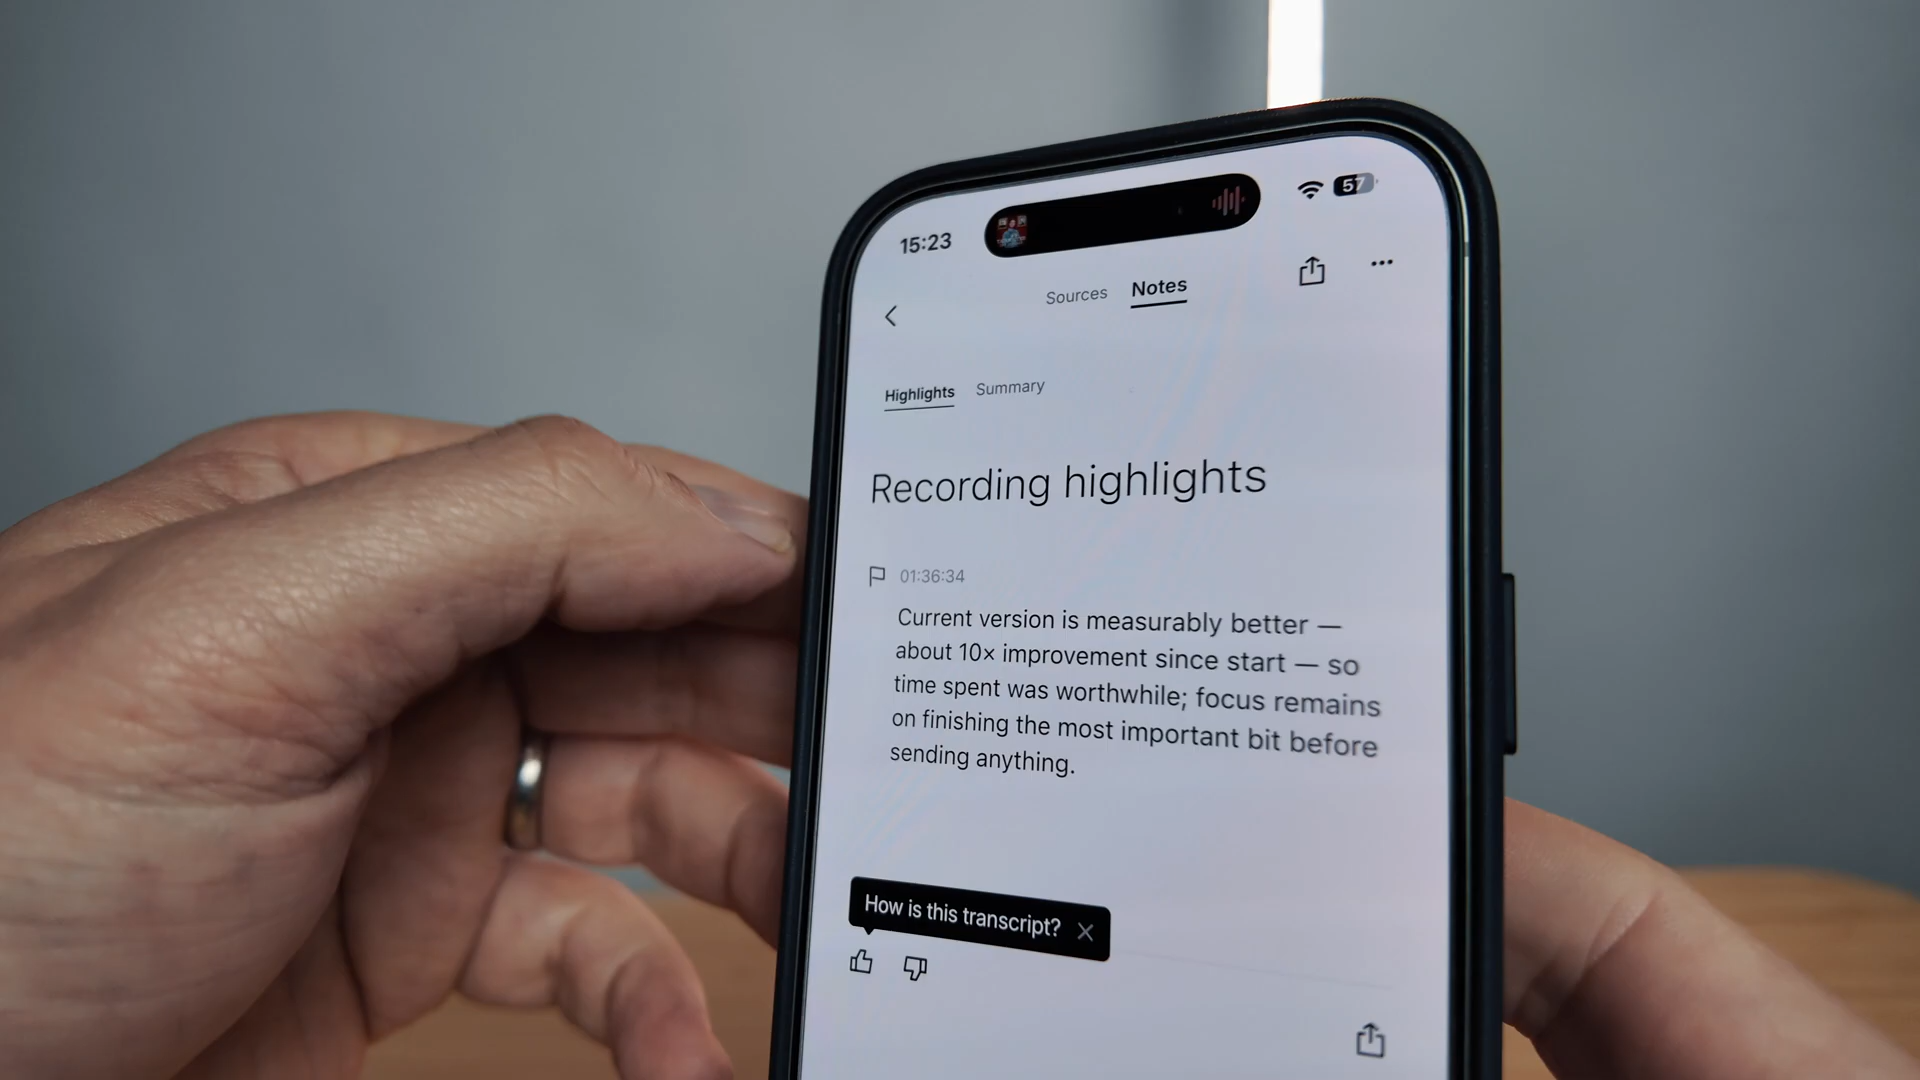 15:23
57
Sources Notes
Highlights Summary
Recording highlights
01:36:34
Current version is measurably better —
about 10x improvement since start — so
time spent was worthwhile; focus remains
on finishing the most important bit before
sending anything.
How is this transcript?